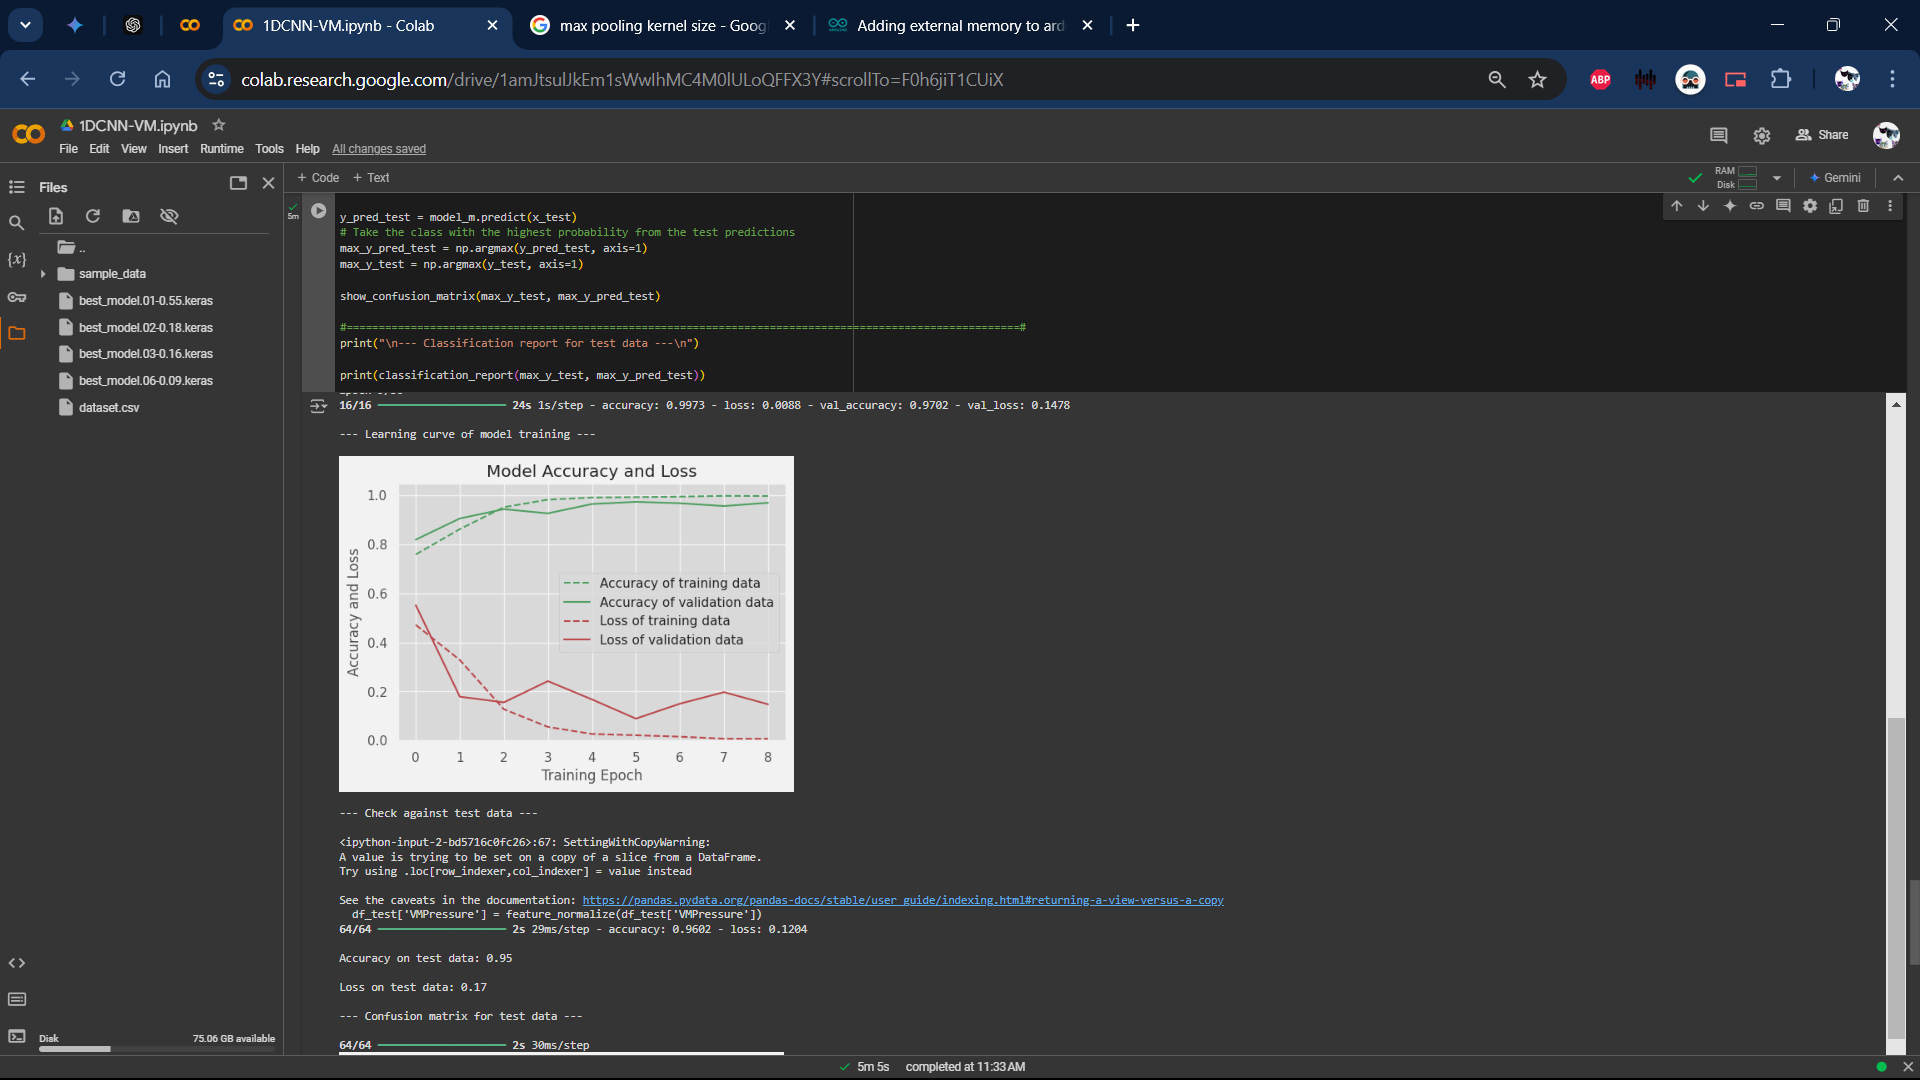 1DCNN-VM.ipynb - Colab
max pooling kernel size - Goog
Adding external memory to ard
colab.research.google.com/drive/1amJtsulJkEm1sWwIhMC4M0lULoQFFX3Y#scrollTo=F0h6jiT1CUiX
ABP
1DCNN-VM.ipynb
File Edit View Insert Runtime Tools Help All changes saved
Share
Files
+ Code + Text
RAM
Disk
Gemini
..
sample_data
best_model.01-0.55.keras
best_model.02-0.18.keras
best_model.03-0.16.keras
best_model.06-0.09.keras
dataset.csv
Disk 75.06 GB available
5m
y_pred_test = model_m.predict(x_test)
# Take the class with the highest probability from the test predictions
max_y_pred_test = np.argmax(y_pred_test, axis=1)
max_y_test = np.argmax(y_test, axis=1)
show_confusion_matrix(max_y_test, max_y_pred_test)
#=========================================================================================================#
print("\n--- Classification report for test data ---\n")
print(classification_report(max_y_test, max_y_pred_test))
16/16 24s 1s/step - accuracy: 0.9973 - loss: 0.0088 - val_accuracy: 0.9702 - val_loss: 0.1478
--- Learning curve of model training ---
Model Accuracy and Loss
1.0
0.8
0.6
0.4
0.2
0.0
Accuracy and Loss
Accuracy of training data
Accuracy of validation data
Loss of training data
Loss of validation data
0 1 2 3 4 5 6 7 8
Training Epoch
--- Check against test data ---
<ipython-input-2-bd5716c0fc26>:67: SettingWithCopyWarning:
A value is trying to be set on a copy of a slice from a DataFrame.
Try using .loc[row_indexer,col_indexer] = value instead
See the caveats in the documentation: https://pandas.pydata.org/pandas-docs/stable/user_guide/indexing.html#returning-a-view-versus-a-copy
df_test['VMPressure'] = feature_normalize(df_test['VMPressure'])
64/64 2s 29ms/step - accuracy: 0.9602 - loss: 0.1204
Accuracy on test data: 0.95
Loss on test data: 0.17
--- Confusion matrix for test data ---
64/64 2s 30ms/step
5m 5s completed at 11:33 AM